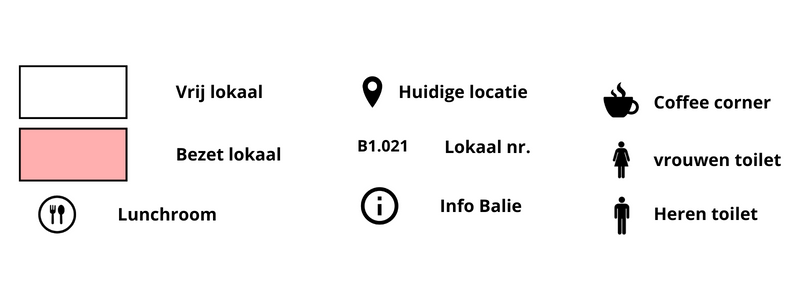 Vrij lokaal
Bezet lokaal
Lunchroom
Huidige locatie
B1.021 Lokaal nr.
Info Balie
Coffee corner
vrouwen toilet
Heren toilet